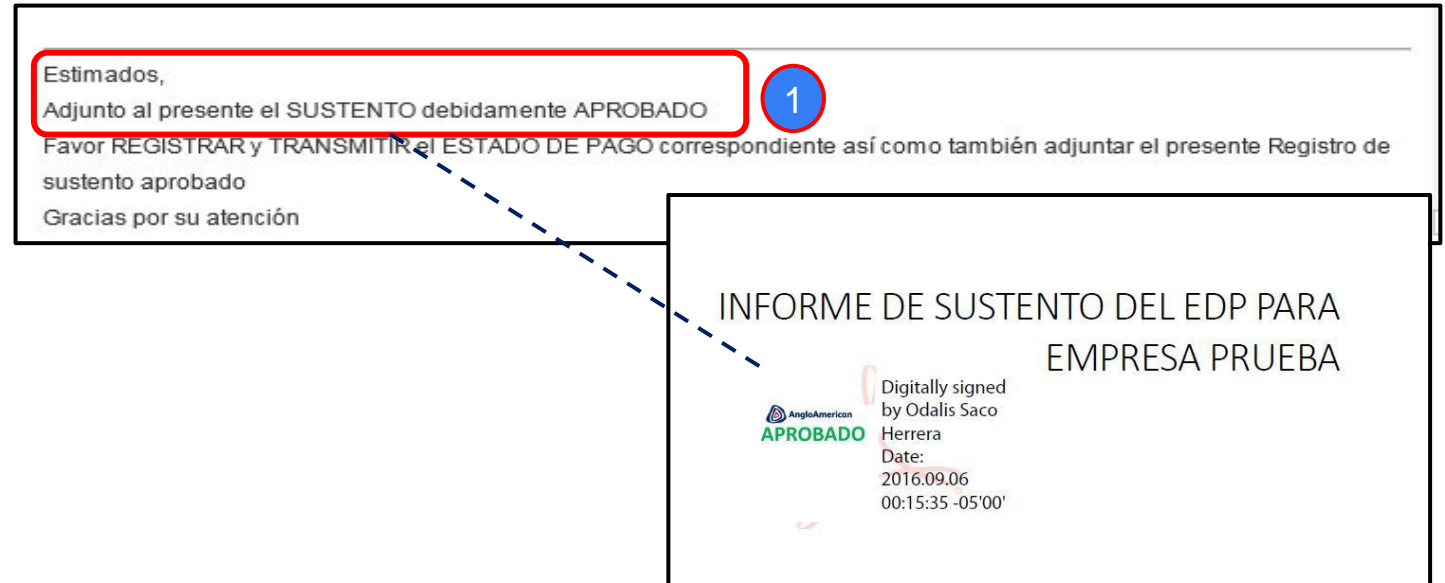 Estimados,
Adjunto al presente el SUSTENTO debidamente APROBADO
1
Favor REGISTRAR y TRANSMITIR el ESTADO DE PAGO correspondiente así como también adjuntar el presente Registro de
sustento aprobado
Gracias por su atención
INFORME DE SUSTENTO DEL EDP PARA
EMPRESA PRUEBA
AngloAmerican
APROBADO
Digitally signed
by Odalis Saco
Herrera
Date:
2016.09.06
00:15:35 -05'00'